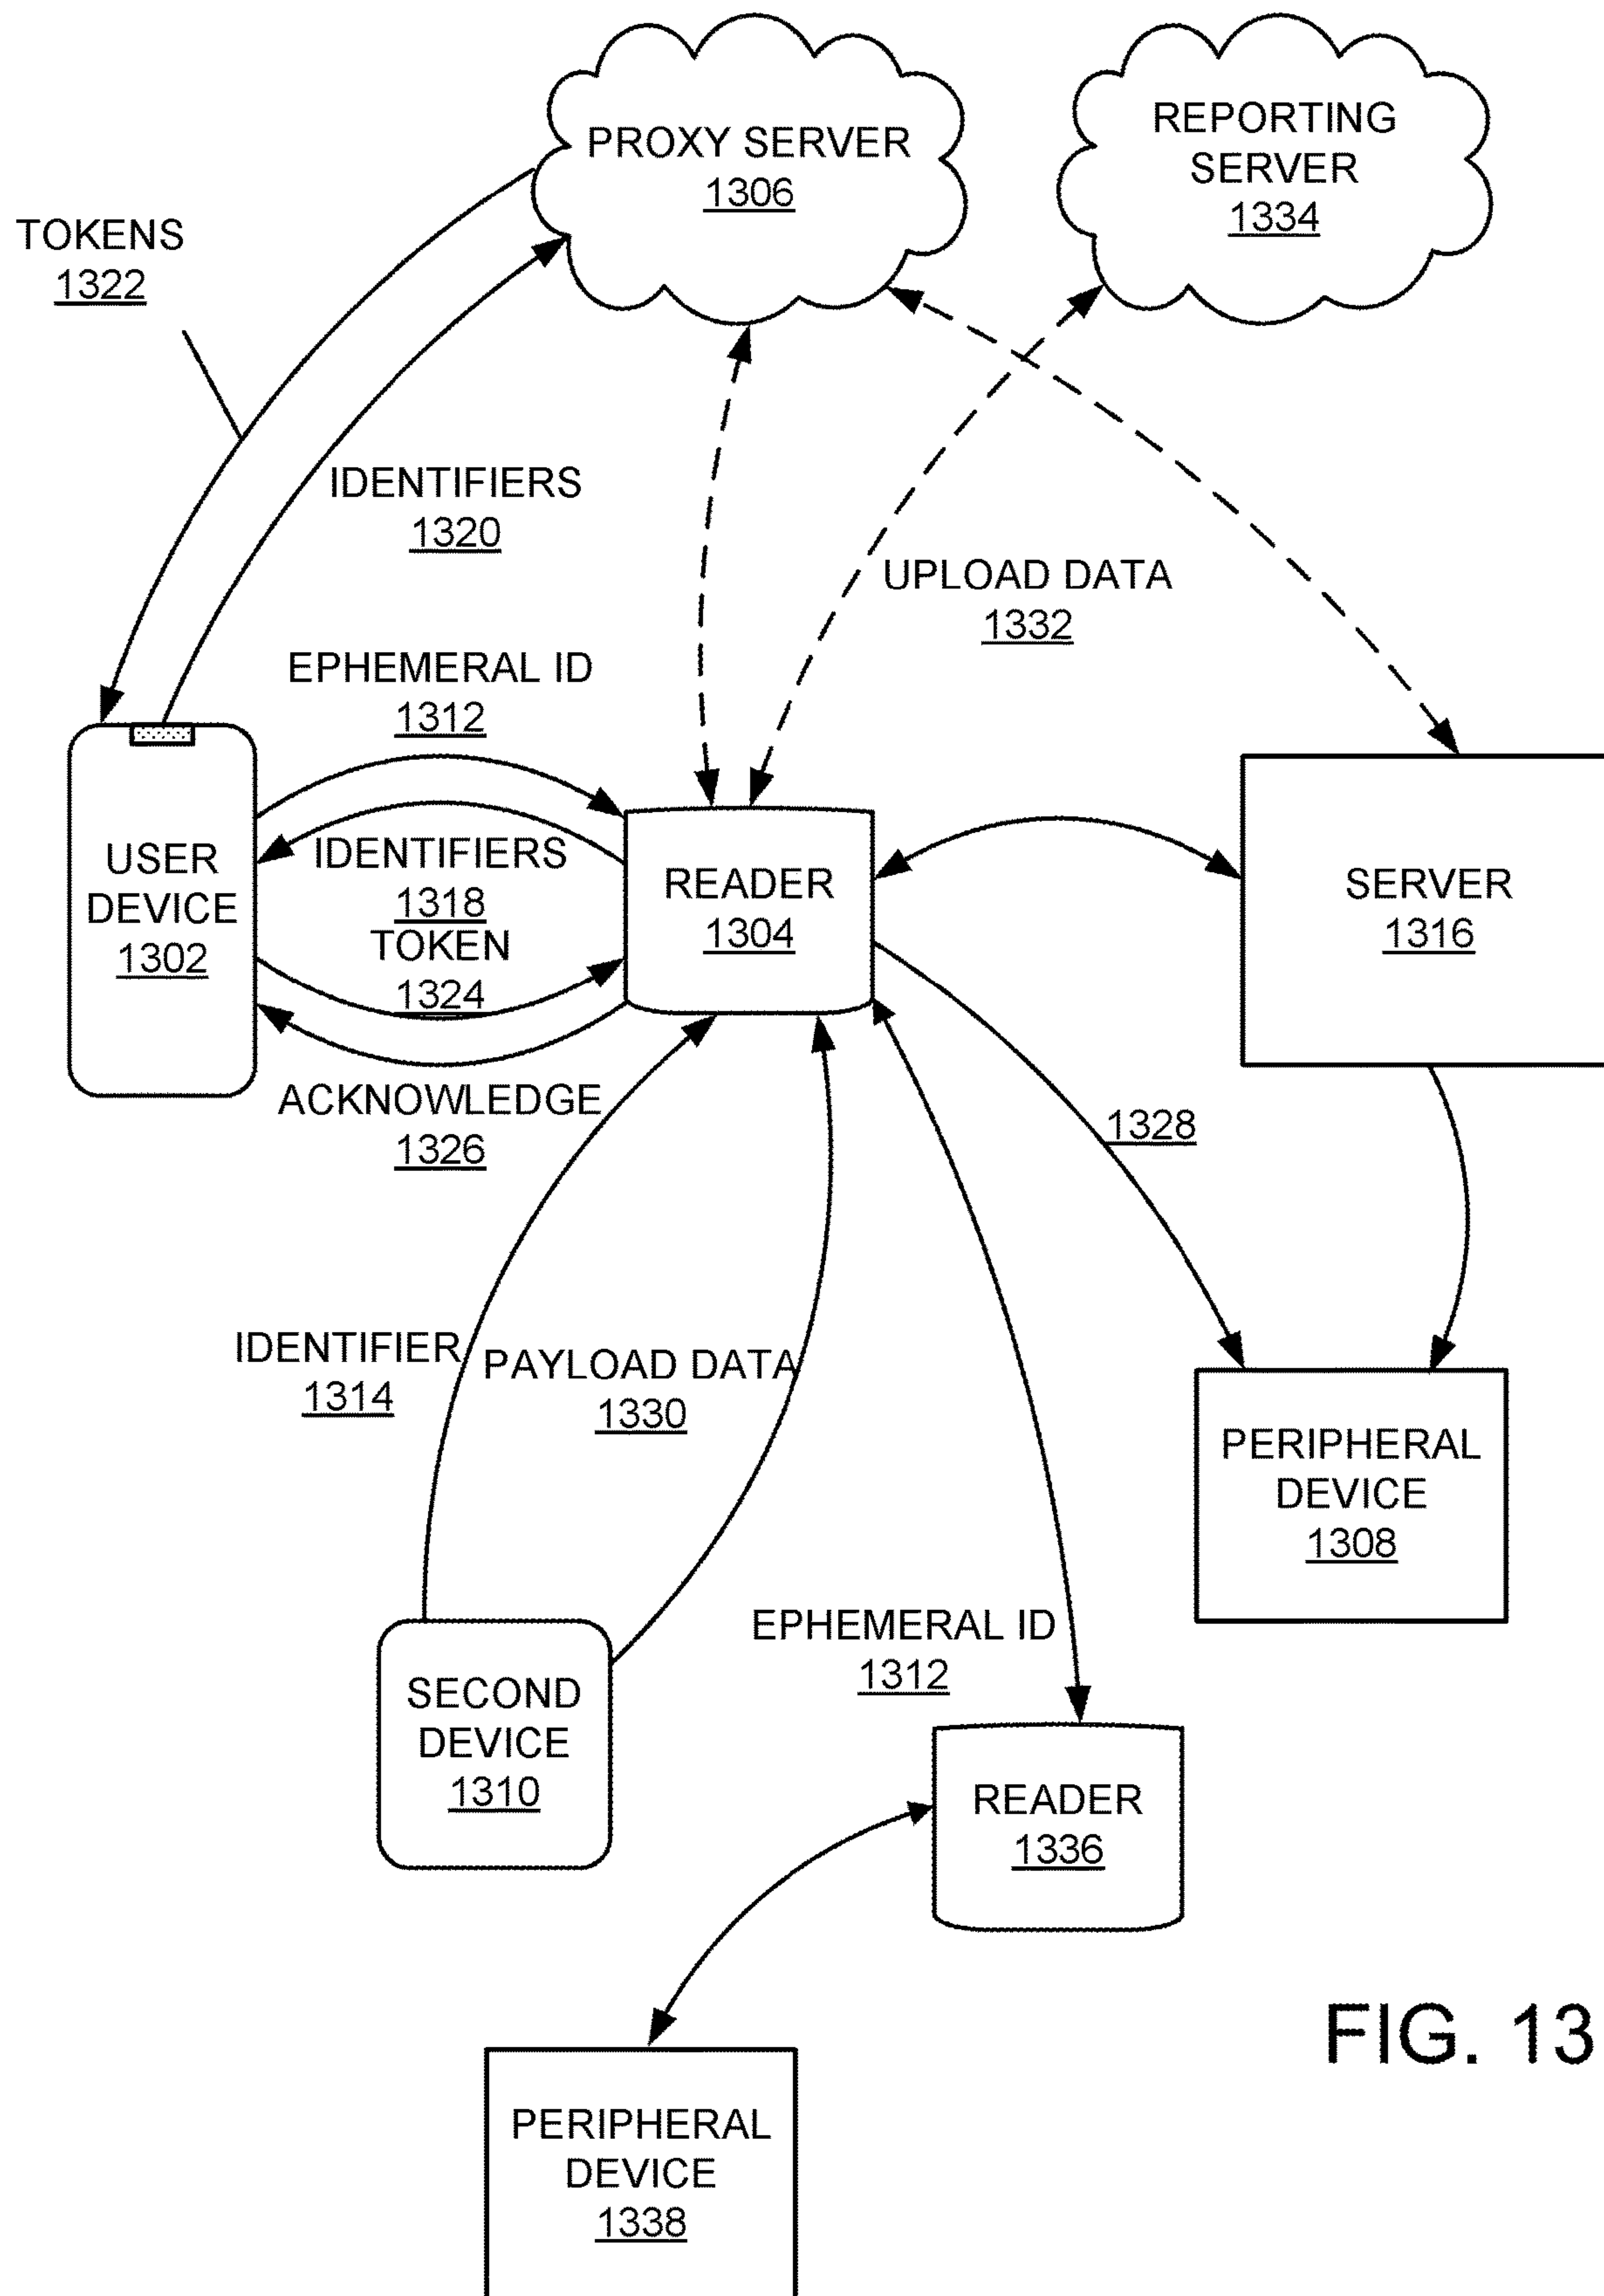 PROXY SERVER
1306
REPORTING
SERVER
1334
TOKENS
1322
IDENTIFIERS
1320
UPLOAD DATA
1332
EPHEMERAL ID
1312
USER
DEVICE
1302
IDENTIFIERS
1318
TOKEN
1324
READER
1304
SERVER
1316
ACKNOWLEDGE
1326
1328
IDENTIFIER
1314
PAYLOAD DATA
1330
PERIPHERAL
DEVICE
1308
EPHEMERAL ID
1312
SECOND
DEVICE
1310
READER
1336
FIG. 13
PERIPHERAL
DEVICE
1338